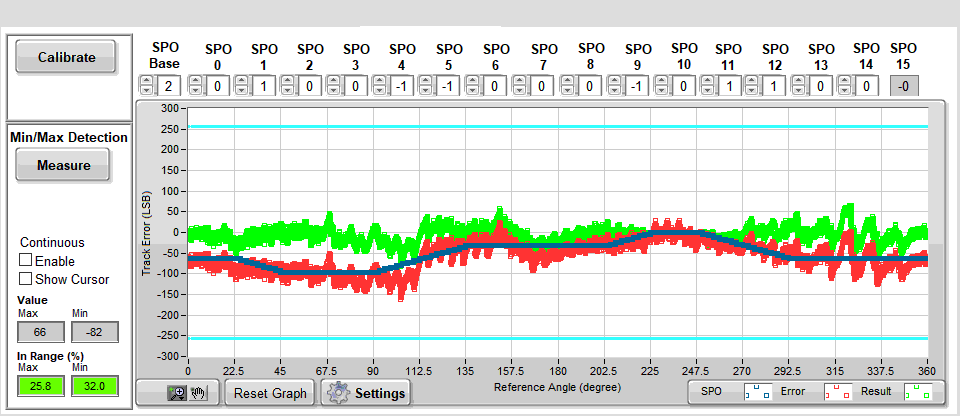 Calibrate
Min/Max Detection
Measure
Continuous
Enable
Show Cursor
Value
Max Min
66 -82
In Range (%)
Max Min
25.8 32.0
SPO Base SPO 0 SPO 1 SPO 2 SPO 3 SPO 4 SPO 5 SPO 6 SPO 7 SPO 8 SPO 9 SPO 10 SPO 11 SPO 12 SPO 13 SPO 14 SPO 15
2 0 1 0 0 -1 -1 0 0 0 -1 0 1 1 0 0 -0
Track Error (LSB)
300
250
200
150
100
50
0
-50
-100
-150
-200
-250
-300
0 22.5 45 67.5 90 112.5 135 157.5 180 202.5 225 247.5 270 292.5 315 337.5 360
Reference Angle (degree)
Reset Graph Settings SPO Error Result